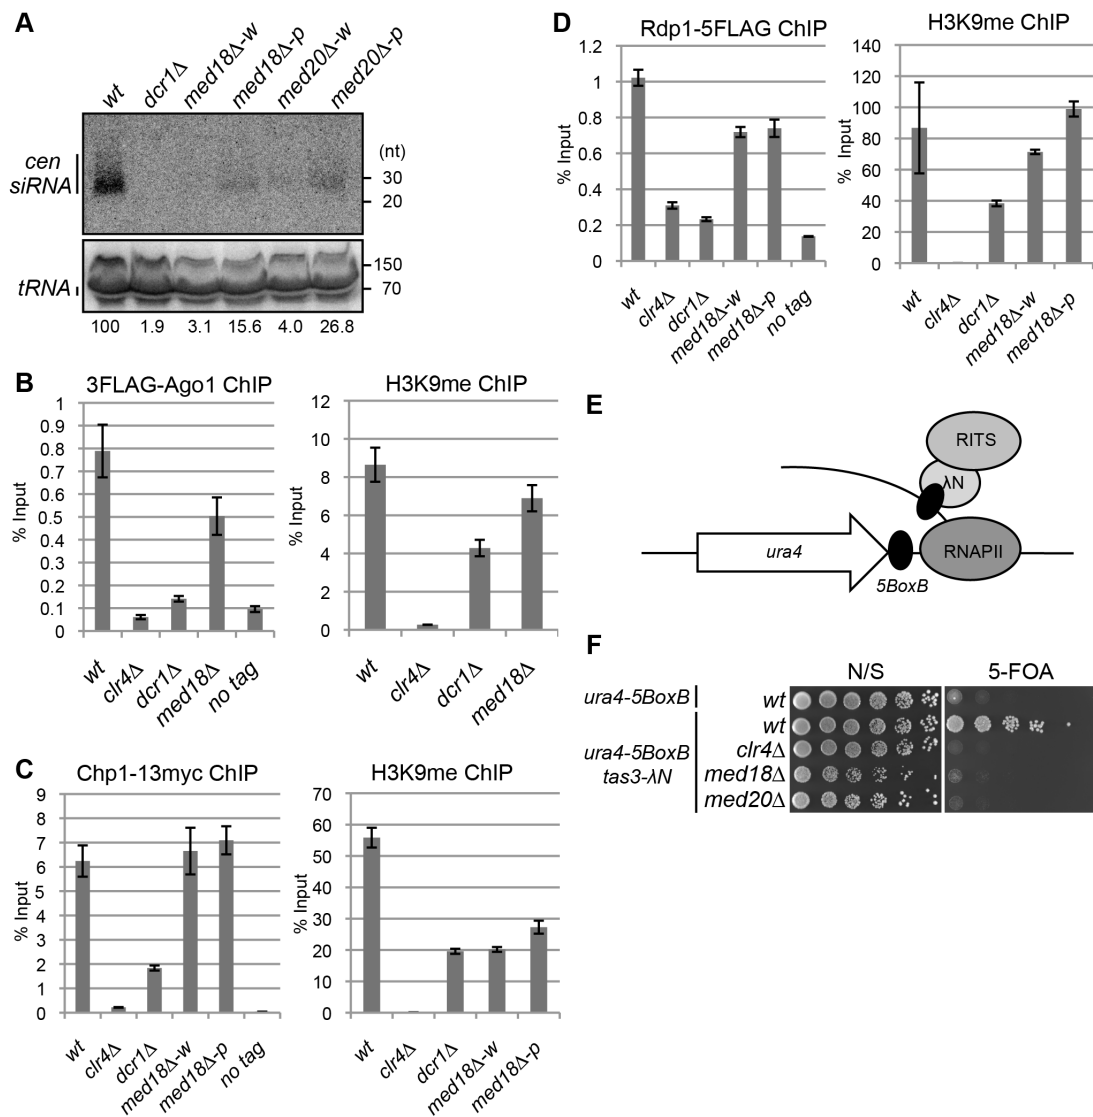 A
wt
dcr1Δ
med18Δ-w
med18Δ-p
med20Δ-w
med20Δ-p
cen
siRNA
(nt)
30
20
150
70
tRNA
100 1.9 3.1 15.6 4.0 26.8
B
3FLAG-Ago1 ChIP
% Input
1
0.9
0.8
0.7
0.6
0.5
0.4
0.3
0.2
0.1
0
wt
clr4Δ
dcr1Δ
med18Δ
no tag
H3K9me ChIP
% Input
12
10
8
6
4
2
0
wt
clr4Δ
dcr1Δ
med18Δ
C
Chp1-13myc ChIP
% Input
9
8
7
6
5
4
3
2
1
0
wt
clr4Δ
dcr1Δ
med18Δ-w
med18Δ-p
no tag
H3K9me ChIP
% Input
70
60
50
40
30
20
10
0
wt
clr4Δ
dcr1Δ
med18Δ-w
med18Δ-p
D
Rdp1-5FLAG ChIP
% Input
1.2
1
0.8
0.6
0.4
0.2
0
wt
clr4Δ
dcr1Δ
med18Δ-w
med18Δ-p
no tag
H3K9me ChIP
% Input
140
120
100
80
60
40
20
0
wt
clr4Δ
dcr1Δ
med18Δ-w
med18Δ-p
E
RITS
λN
ura4
RNAPII
5BoxB
F
N/S
5-FOA
ura4-5BoxB
wt
ura4-5BoxB
tas3-λN
wt
clr4Δ
med18Δ
med20Δ